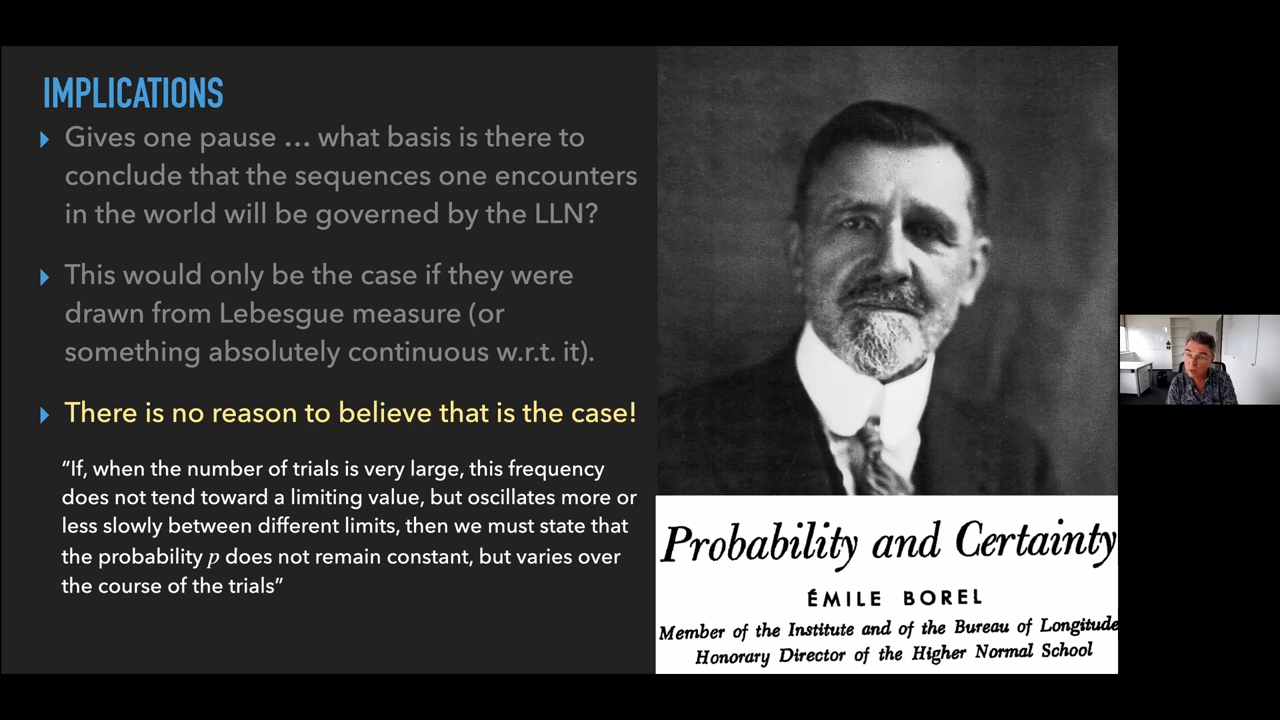 IMPLICATIONS
Gives one pause … what basis is there to
conclude that the sequences one encounters
in the world will be governed by the LLN?
This would only be the case if they were
drawn from Lebesgue measure (or
something absolutely continuous w.r.t. it).
There is no reason to believe that is the case!
“If, when the number of trials is very large, this frequency
does not tend toward a limiting value, but oscillates more or
less slowly between different limits, then we must state that
the probability p does not remain constant, but varies over
the course of the trials”
Probability and Certainty
ÉMILE BOREL
Member of the Institute and of the Bureau of Longitude
Honorary Director of the Higher Normal School